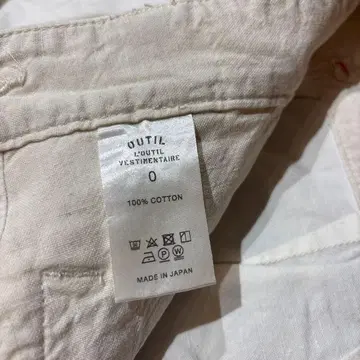 OUTIL
L'OUTIL
VESTIMENTAIRE
0
100% COTTON
P W
MADE IN JAPAN